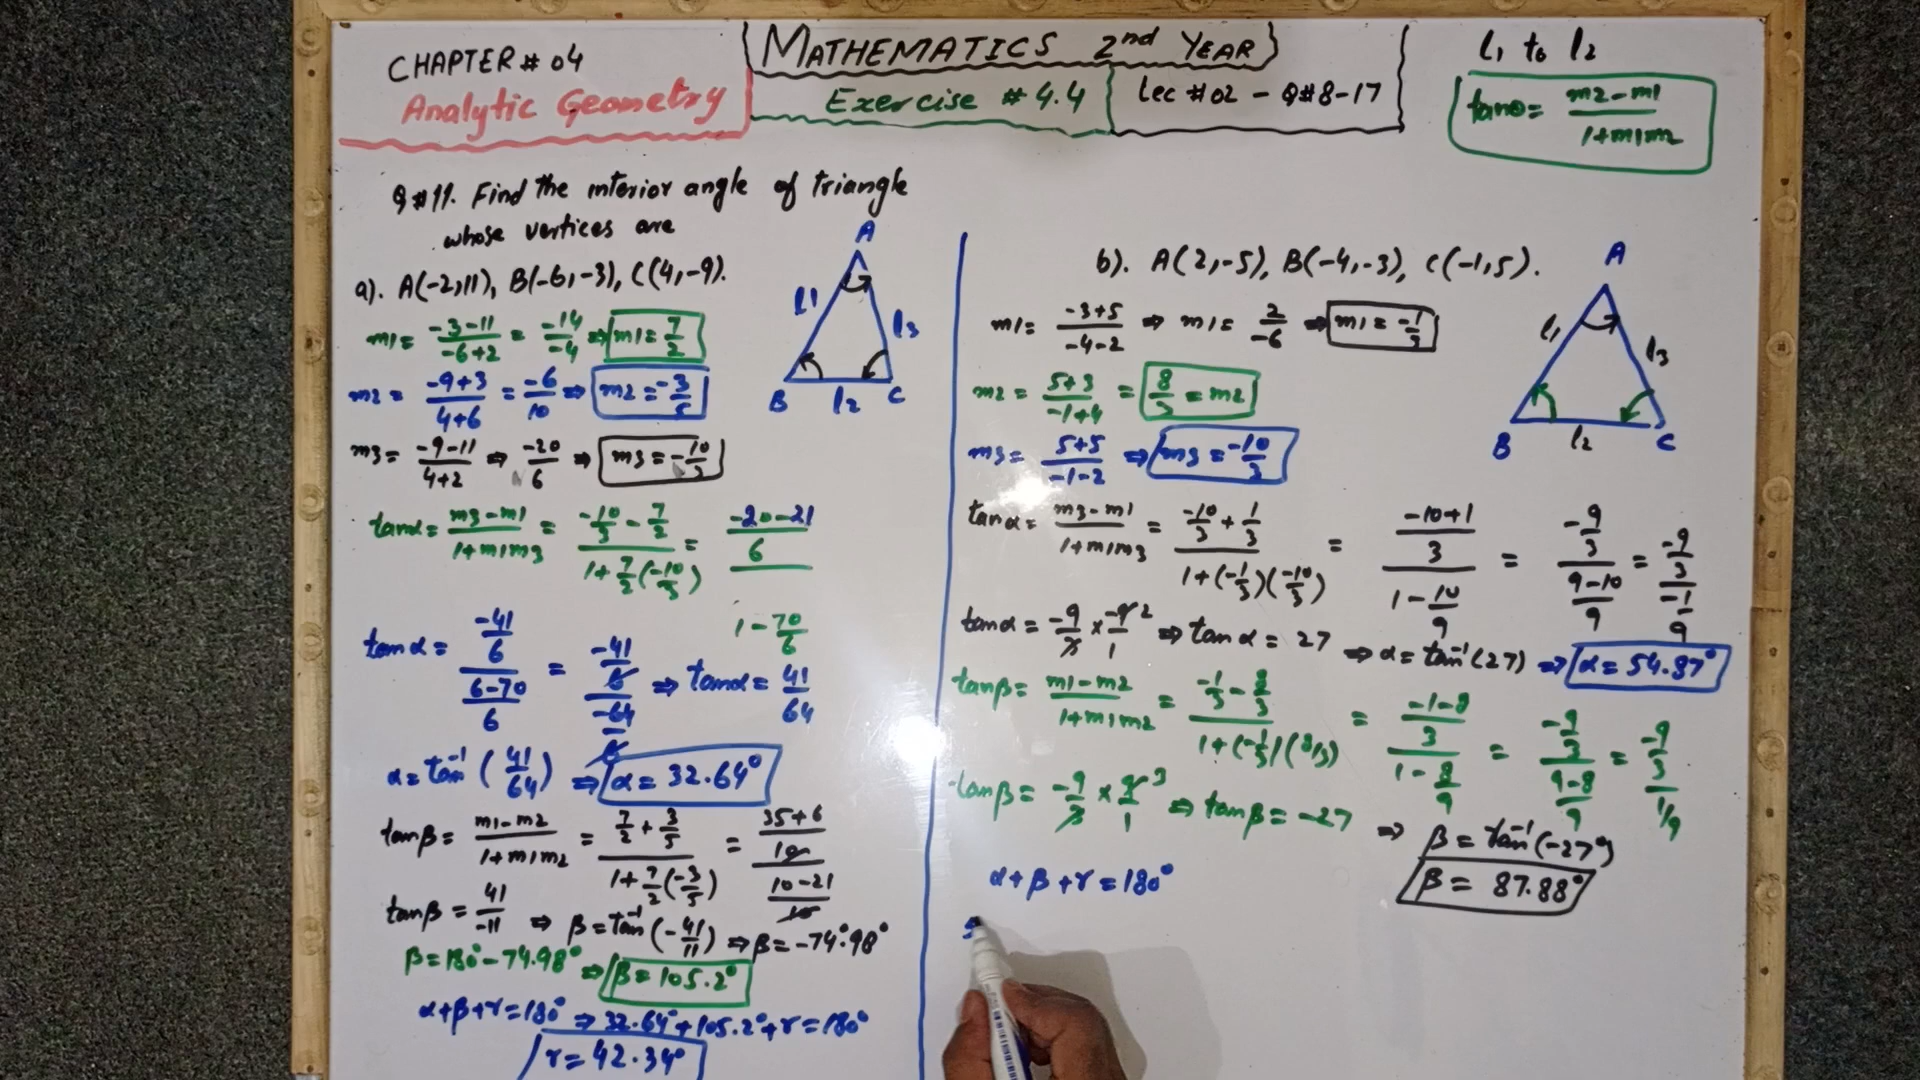 CHAPTER # 04
Analytic Geometry
MATHEMATICS 2nd YEAR
Exercise # 4.4
Lec # 02 - Q#8-17
l1 to l2
tanθ = (m2-m1)/(1+m1m2)
Q#11. Find the interior angle of triangle
whose vertices are
a). A(-2,11), B(-6,-3), C(4,-9).
m1 = (-3-11)/(-6+2) = -14/-4 ⇒ m1 = 7/2
m2 = (-9+3)/(4+6) = -6/10 ⇒ m2 = -3/5
m3 = (-9-11)/(4+2) ⇒ -20/6 ⇒ m3 = -10/3
A
l1
l3
B l2 C
tanα = (m3-m1)/(1+m1m3) = (-10/3 - 7/2)/(1+7/2(-10/3)) = ((-20-21)/6)/(1-70/6)
tanα = (-41/6)/((6-70)/6) = (-41/6)/(-64/6) ⇒ tanα = 41/64
α = tan⁻¹(41/64) ⇒ α = 32.64°
tanβ = (m1-m2)/(1+m1m2) = (7/2+3/5)/(1+7/2(-3/5)) = ((35+6)/10)/((10-21)/10)
tanβ = 41/-11 ⇒ β = tan⁻¹(-41/11) ⇒ β = -74.98°
β = 180° - 74.98° ⇒ β = 105.2°
α+β+γ = 180° ⇒ 32.64°+105.2°+γ = 180°
γ = 42.34°
b). A(2,-5), B(-4,-3), C(-1,5).
m1 = (-3+5)/(-4-2) ⇒ m1 = 2/-6 ⇒ m1 = -1/3
m2 = (5+3)/(-1+4) = 8/3 = m2
m3 = (5+5)/(-1-2) ⇒ m3 = -10/3
A
l1
l3
B l2 C
tanα = (m3-m1)/(1+m1m3) = (-10/3+1/3)/(1+(-1/3)(-10/3)) = ((-10+1)/3)/(1-10/9) = (-9/3)/((9-10)/9) = (-9/3)/(-1/9)
tanα = -9/3 × -9/1 ⇒ tanα = 27 ⇒ α = tan⁻¹(27) ⇒ α = 54.87°
tanβ = (m1-m2)/(1+m1m2) = (-1/3-8/3)/(1+(-1/3)(8/3)) = ((-1-8)/3)/(1-8/9) = (-9/3)/((9-8)/9) = (-9/3)/(1/9)
tanβ = -9/3 × 9/1 ⇒ tanβ = -27 ⇒ β = tan⁻¹(-27°)
β = 87.88°
α+β+γ = 180°